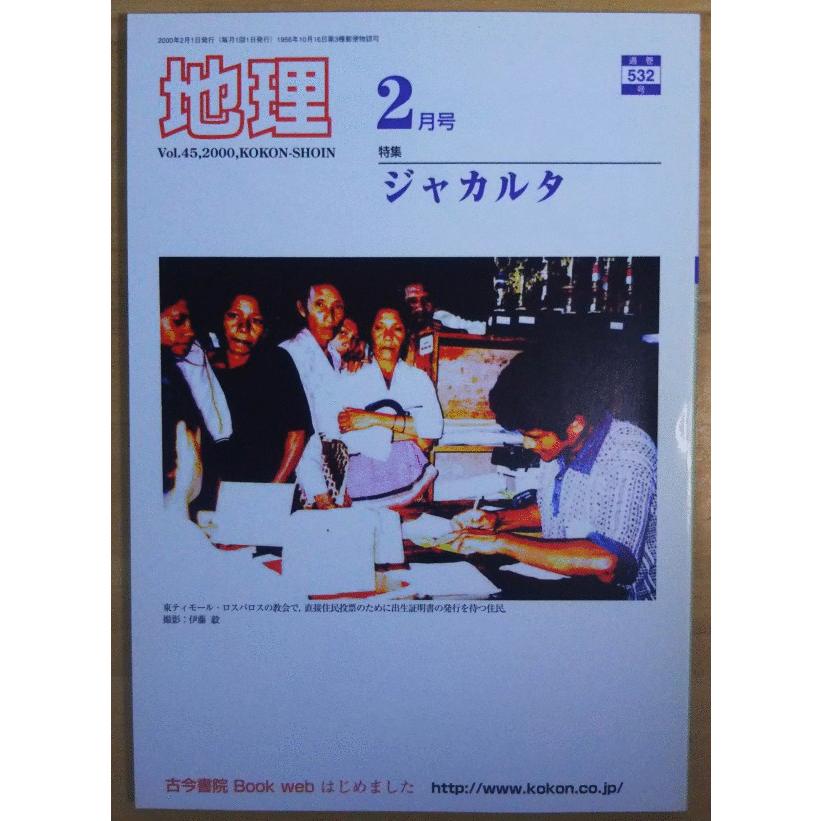 2000年2月1日発行（毎月1回1日発行）1956年10月16日第3種郵便物認可
地理
Vol.45,2000,KOKON-SHOIN
2月号
通巻
532
号
特集
ジャカルタ
東ティモール・ロスパロスの教会で, 直接住民投票のために出生証明書の発行を待つ住民.
撮影：伊藤 毅
古今書院 Book web はじめました　http://www.kokon.co.jp/